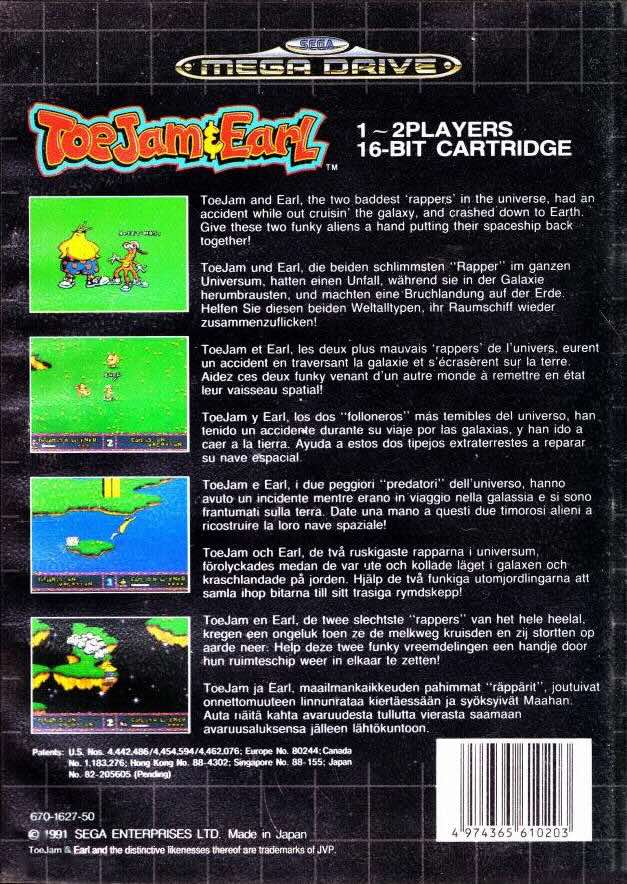 SEGA
MEGA DRIVE
ToeJam & Earl ™
1 ~ 2PLAYERS
16-BIT CARTRIDGE
ToeJam and Earl, the two baddest 'rappers' in the universe, had an
accident while out cruisin' the galaxy, and crashed down to Earth.
Give these two funky aliens a hand putting their spaceship back
together!
ToeJam und Earl, die beiden schlimmsten "Rapper" im ganzen
Universum, hatten einen Unfall, während sie in der Galaxie
herumbrausten, und machten eine Bruchlandung auf der Erde.
Helfen Sie diesen beiden Weltalltypen, ihr Raumschiff wieder
zusammenzuflicken!
ToeJam et Earl, les deux plus mauvais 'rappers' de l'univers, eurent
un accident en traversant la galaxie et s'écrasèrent sur la terre.
Aidez ces deux funky venant d'un autre monde à remettre en état
leur vaisseau spatial!
ToeJam y Earl, los dos "folloneros" más temibles del universo, han
tenido un accidente durante su viaje por las galaxias, y han ido a
caer a la tierra. Ayuda a estos dos tipejos extraterrestes a reparar
su nave espacial.
ToeJam e Earl, i due peggiori "predatori" dell'universo, hanno
avuto un incidente mentre erano in viaggio nella galassia e si sono
frantumati sulla terra. Date una mano a questi due timorosi alieni a
ricostruire la loro nave spaziale!
ToeJam och Earl, de två ruskigaste rapparna i universum,
förolyckades medan de var ute och kollade läget i galaxen och
kraschlandade på jorden. Hjälp de två funkiga utomjordlingarna att
samla ihop bitarna till sitt trasiga rymdskepp!
ToeJam en Earl, de twee slechtste "rappers" van het hele heelal,
kregen een ongeluk toen ze de melkweg kruisden en zij stortten op
aarde neer. Help deze twee funky vreemdelingen een handje door
hun ruimteschip weer in elkaar te zetten!
ToeJam ja Earl, maailmankaikkeuden pahimmat "räppärit", joutuivat
onnettomuuteen linnunrataa kiertäessään ja syöksyivät Maahan.
Auta näitä kahta avaruudesta tullutta vierasta saamaan
avaruusaluksensa jälleen lähtökuntoon.
Patents: U.S. Nos. 4,442,486/4,454,594/4,462,076; Europe No. 80244; Canada
No. 1,183,276; Hong Kong No. 88-4302; Singapore No. 88-155; Japan
No. 82-205605 (Pending)
670-1627-50
© 1991 SEGA ENTERPRISES LTD. Made in Japan
ToeJam & Earl and the distinctive likenesses thereof are trademarks of JVP.
4 974365 610203